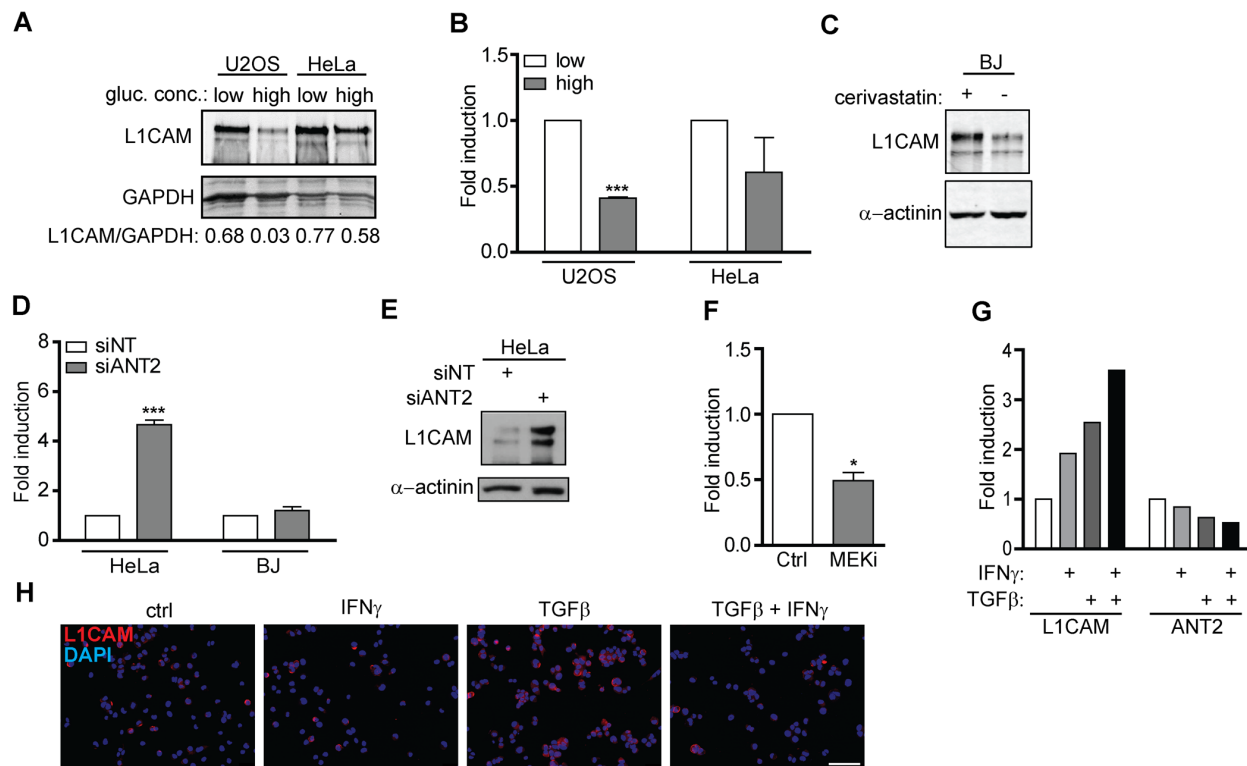 A
U2OS HeLa
gluc. conc.: low high low high
L1CAM
GAPDH
L1CAM/GAPDH: 0.68 0.03 0.77 0.58
B
low
high
Fold induction
1.5
1.0
0.5
0.0
***
U2OS HeLa
C
BJ
cerivastatin: + -
L1CAM
α−actinin
D
siNT
siANT2
Fold induction
8
6
4
2
0
***
HeLa BJ
E
HeLa
siNT +
siANT2 +
L1CAM
α−actinin
F
Fold induction
1.5
1.0
0.5
0.0
*
Ctrl MEKi
G
Fold induction
4
3
2
1
0
IFNγ: + + + +
TGFβ: + + + +
L1CAM ANT2
H
ctrl IFNγ TGFβ TGFβ + IFNγ
L1CAM
DAPI